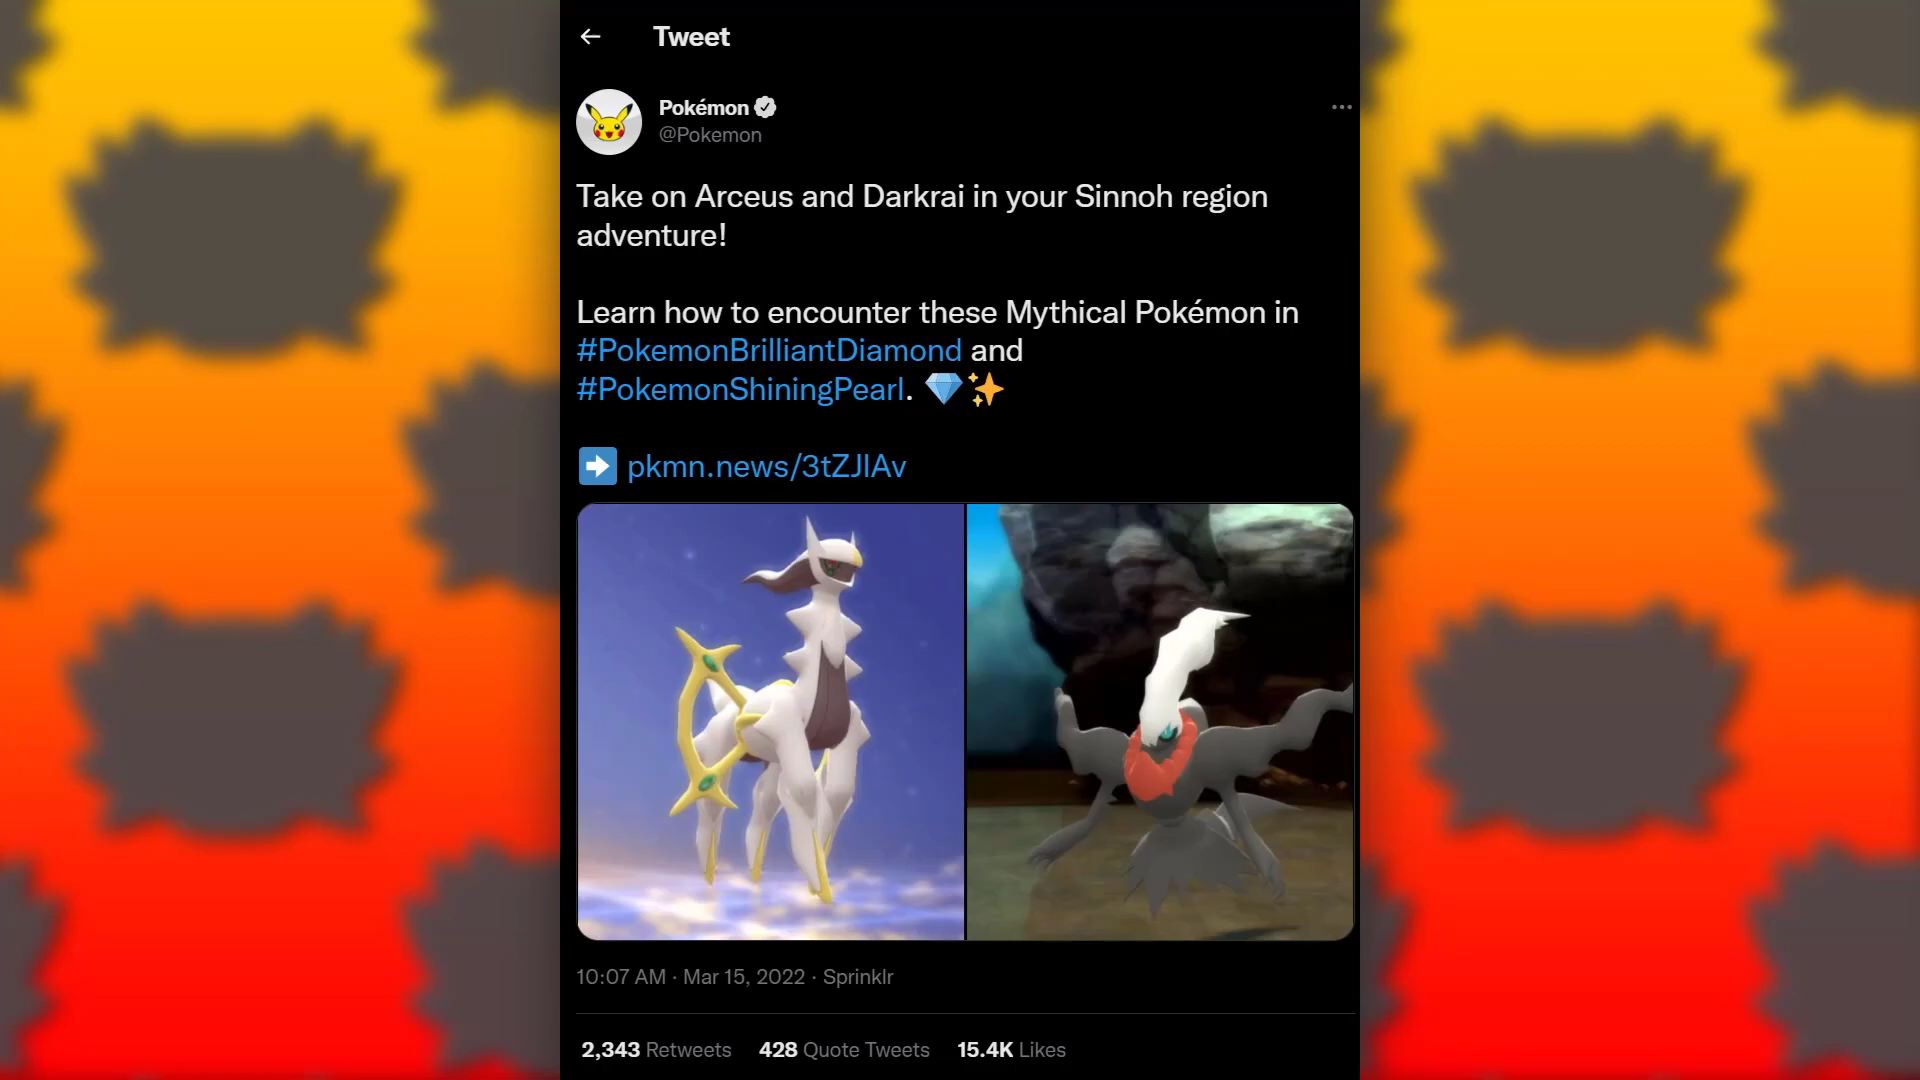 Tweet
Pokémon
@Pokemon
Take on Arceus and Darkrai in your Sinnoh region
adventure!
Learn how to encounter these Mythical Pokémon in
#PokemonBrilliantDiamond and
#PokemonShiningPearl. 💎✨
➡️ pkmn.news/3tZJlAv
10:07 AM · Mar 15, 2022 · Sprinklr
2,343 Retweets 428 Quote Tweets 15.4K Likes